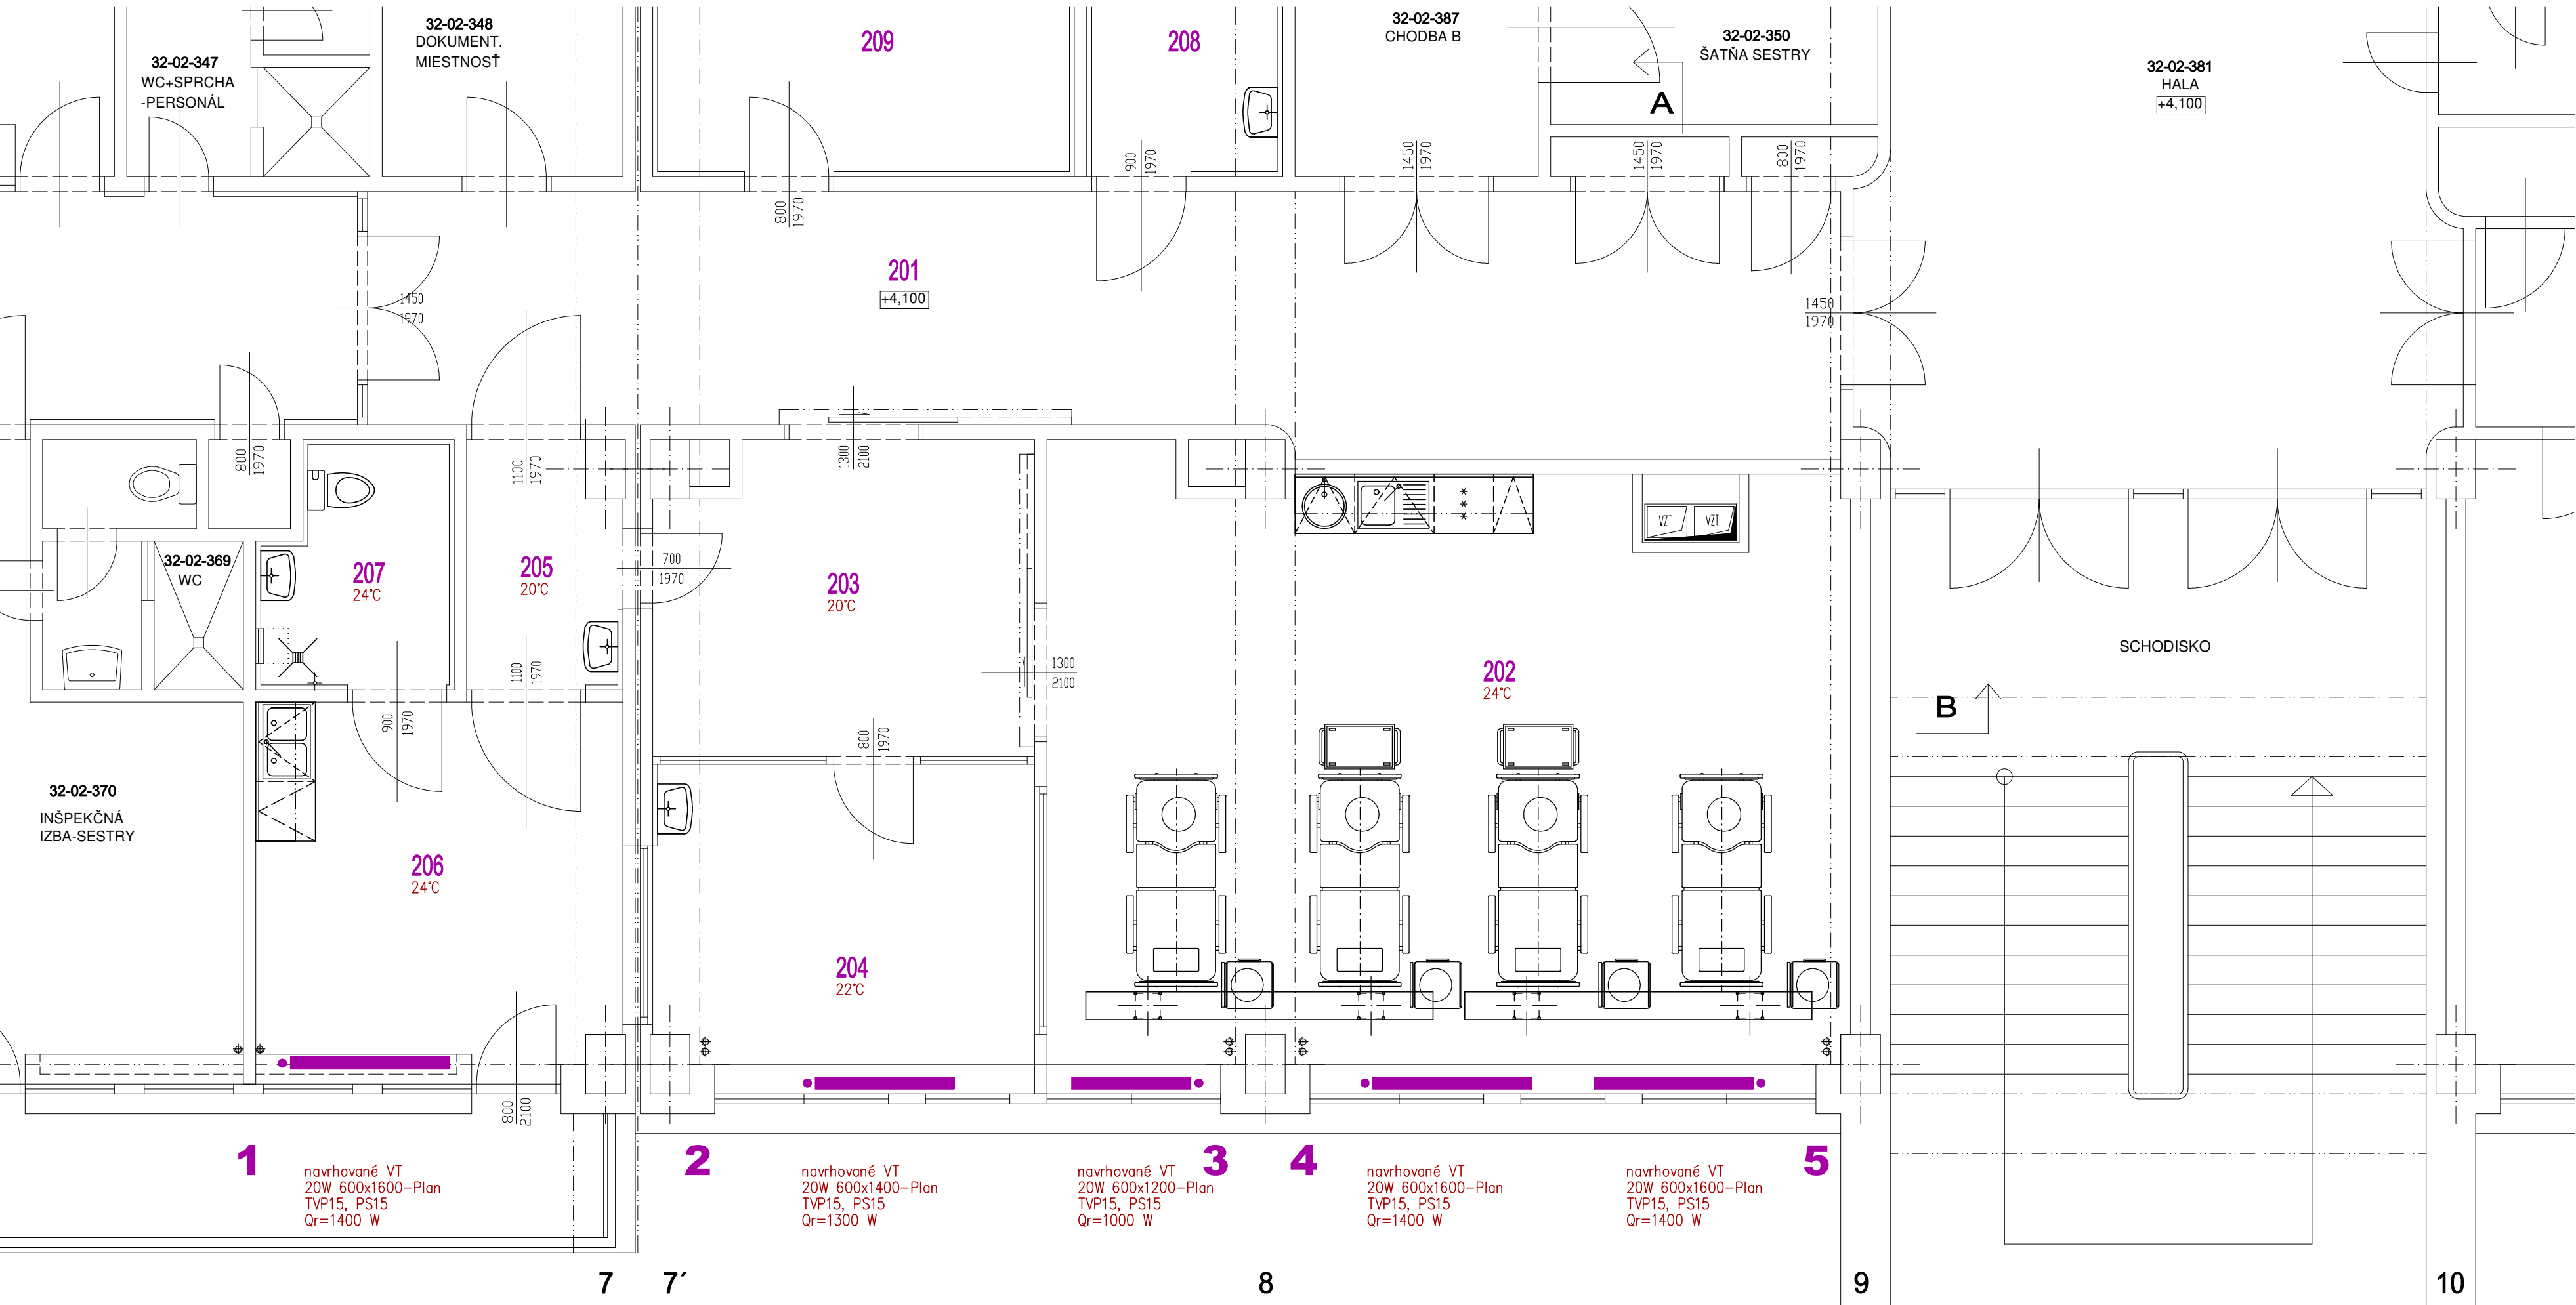 32-02-347
WC+SPRCHA
-PERSONÁL
32-02-348
DOKUMENT.
MIESTNOSŤ
209
208
32-02-387
CHODBA B
32-02-350
ŠATŇA SESTRY
A
32-02-381
HALA
+4,100
800
1970
900
1970
1450
1970
1450
1970
800
1970
201
+4,100
1450
1970
1450
1970
800
1970
1100
1970
1300
2100
VZT
VZT
32-02-369
WC
207
24°C
205
20°C
700
1970
203
20°C
1300
2100
202
24°C
SCHODISKO
B
900
1970
1100
1970
800
1970
32-02-370
INŠPEKČNÁ
IZBA-SESTRY
206
24°C
204
22°C
800
2100
1
navrhované VT
20W 600x1600-Plan
TVP15, PS15
Qr=1400 W
2
navrhované VT
20W 600x1400-Plan
TVP15, PS15
Qr=1300 W
navrhované VT
20W 600x1200-Plan
TVP15, PS15
Qr=1000 W
3
4
navrhované VT
20W 600x1600-Plan
TVP15, PS15
Qr=1400 W
navrhované VT
20W 600x1600-Plan
TVP15, PS15
Qr=1400 W
5
7
7´
8
9
10